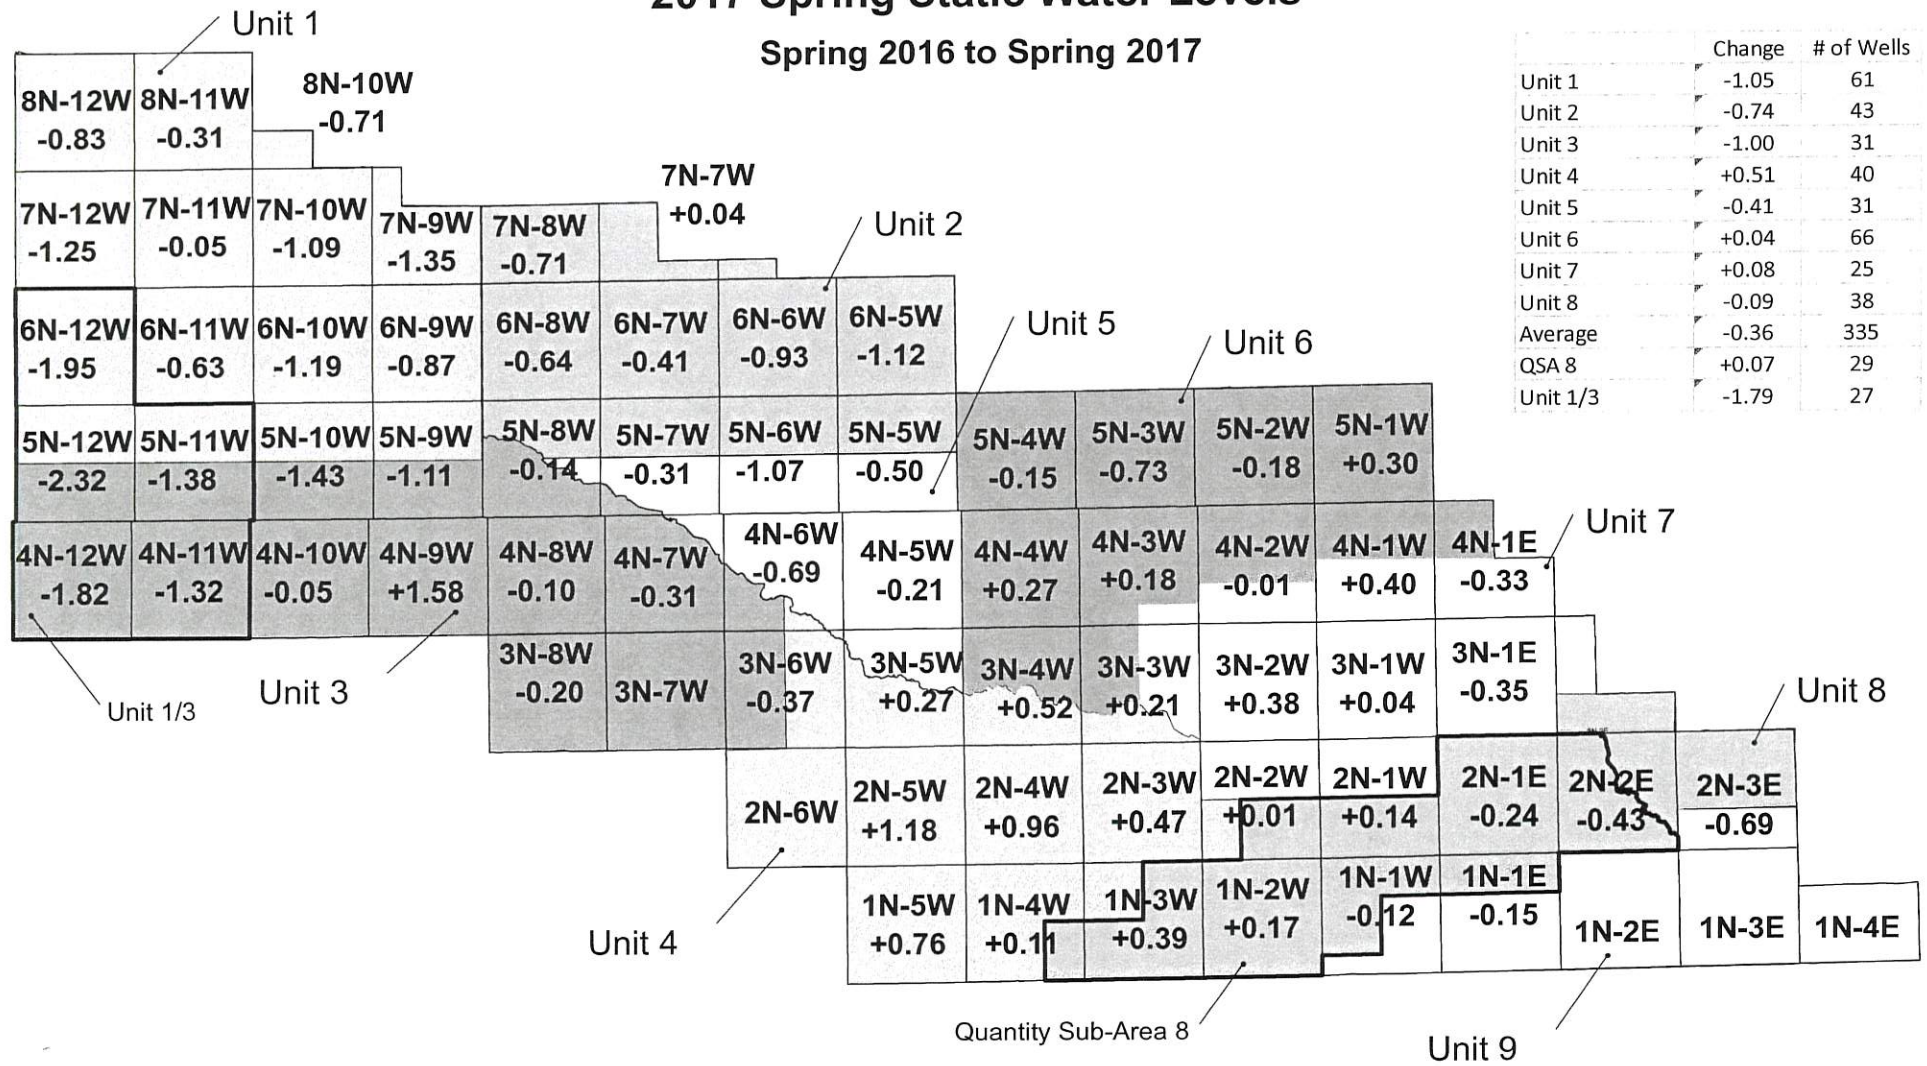 2017 Spring Static Water Levels
Spring 2016 to Spring 2017
Unit 1
Change # of Wells
Unit 1 -1.05 61
Unit 2 -0.74 43
Unit 3 -1.00 31
Unit 4 +0.51 40
Unit 5 -0.41 31
Unit 6 +0.04 66
Unit 7 +0.08 25
Unit 8 -0.09 38
Average -0.36 335
QSA 8 +0.07 29
Unit 1/3 -1.79 27
8N-12W 8N-11W 8N-10W
-0.83 -0.31 -0.71
7N-12W 7N-11W 7N-10W 7N-9W 7N-8W 7N-7W
-1.25 -0.05 -1.09 -1.35 -0.71 +0.04
Unit 2
6N-12W 6N-11W 6N-10W 6N-9W 6N-8W 6N-7W 6N-6W 6N-5W
-1.95 -0.63 -1.19 -0.87 -0.64 -0.41 -0.93 -1.12
Unit 5
Unit 6
5N-12W 5N-11W 5N-10W 5N-9W 5N-8W 5N-7W 5N-6W 5N-5W 5N-4W 5N-3W 5N-2W 5N-1W
-2.32 -1.38 -1.43 -1.11 -0.14 -0.31 -1.07 -0.50 -0.15 -0.73 -0.18 +0.30
Unit 7
4N-12W 4N-11W 4N-10W 4N-9W 4N-8W 4N-7W 4N-6W 4N-5W 4N-4W 4N-3W 4N-2W 4N-1W 4N-1E
-1.82 -1.32 -0.05 +1.58 -0.10 -0.31 -0.69 -0.21 +0.27 +0.18 -0.01 +0.40 -0.33
3N-8W 3N-7W 3N-6W 3N-5W 3N-4W 3N-3W 3N-2W 3N-1W 3N-1E
-0.20 -0.37 +0.27 +0.52 +0.21 +0.38 +0.04 -0.35
Unit 1/3
Unit 3
Unit 8
2N-6W 2N-5W 2N-4W 2N-3W 2N-2W 2N-1W 2N-1E 2N-2E 2N-3E
+1.18 +0.96 +0.47 +0.01 +0.14 -0.24 -0.43 -0.69
1N-5W 1N-4W 1N-3W 1N-2W 1N-1W 1N-1E 1N-2E 1N-3E 1N-4E
+0.76 +0.11 +0.39 +0.17 -0.12 -0.15
Unit 4
Quantity Sub-Area 8
Unit 9